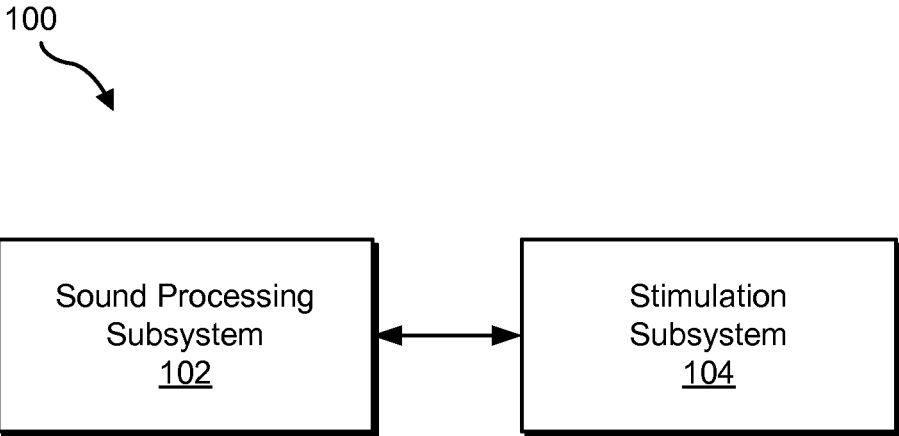 100
Sound Processing
Subsystem
102
Stimulation
Subsystem
104